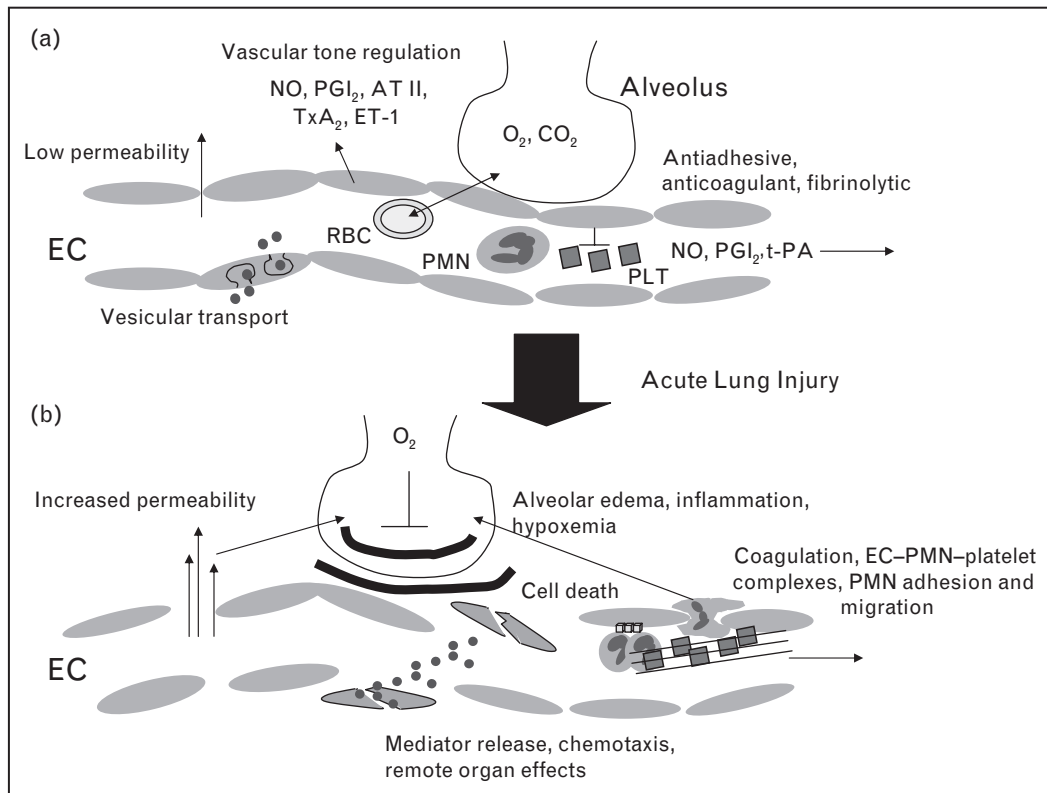 (a)
Vascular tone regulation
NO, PGI₂, AT II,
TxA₂, ET-1
Alveolus
O₂, CO₂
Low permeability
Antiadhesive,
anticoagulant, fibrinolytic
RBC
EC
PMN
NO, PGI₂,t-PA
PLT
Vesicular transport
Acute Lung Injury
(b)
O₂
Increased permeability
Alveolar edema, inflammation,
hypoxemia
Coagulation, EC–PMN–platelet
complexes, PMN adhesion and
migration
Cell death
EC
Mediator release, chemotaxis,
remote organ effects